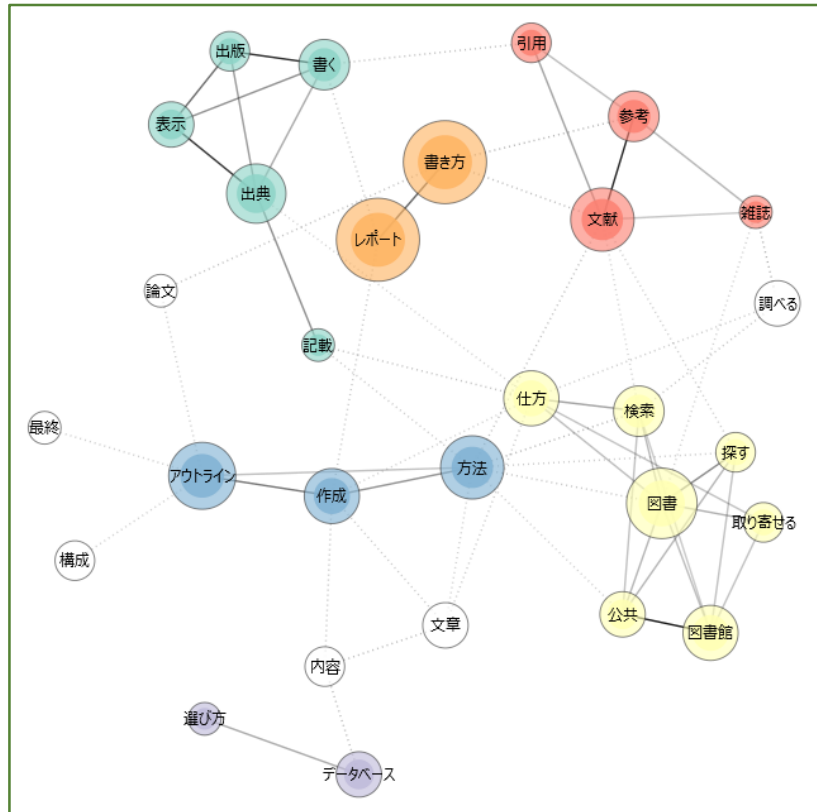 出版
書く
引用
表示
参考
書き方
出典
文献
雑誌
レポート
論文
調べる
記載
仕方
検索
最終
探す
アウトライン
作成
方法
図書
取り寄せる
構成
公共
図書館
文章
内容
選び方
データベース